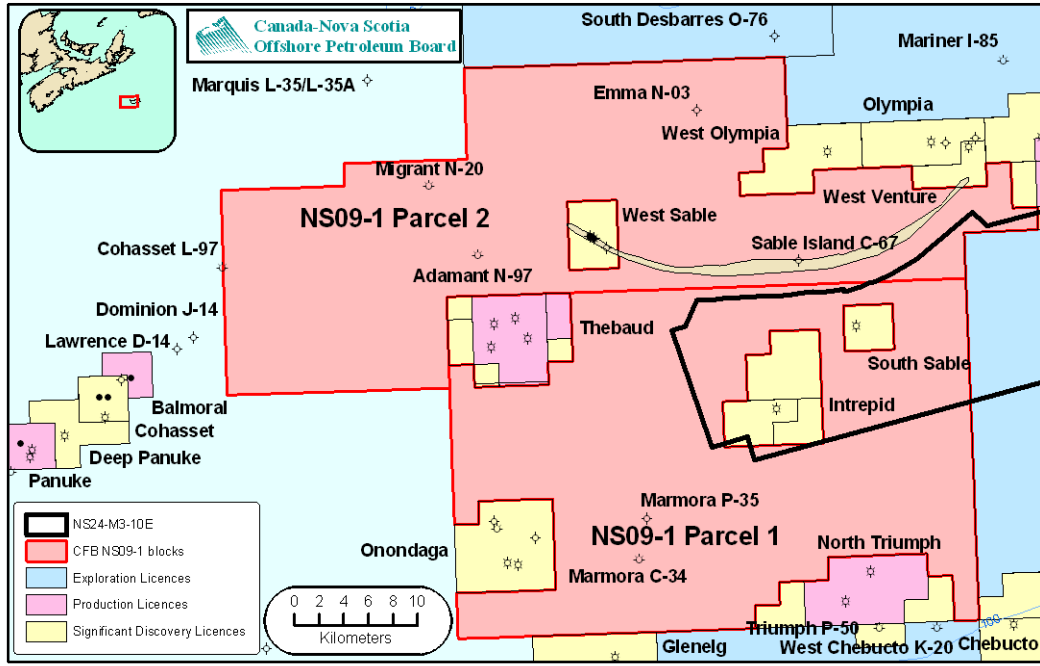 Canada-Nova Scotia
Offshore Petroleum Board
South Desbarres O-76
Mariner I-85
Marquis L-35/L-35A
Emma N-03
Olympia
West Olympia
Migrant N-20
NS09-1 Parcel 2
West Sable
West Venture
Cohasset L-97
Sable Island C-67
Adamant N-97
Dominion J-14
Thebaud
Lawrence D-14
South Sable
Balmoral
Intrepid
Cohasset
Deep Panuke
Panuke
NS24-M3-10E
CFB NS09-1 blocks
Exploration Licences
Production Licences
Significant Discovery Licences
Marmora P-35
NS09-1 Parcel 1
Onondaga
North Triumph
Marmora C-34
0 2 4 6 8 10
Kilometers
Triumph P-50
100
Glenelg
West Chebucto K-20
Chebucto